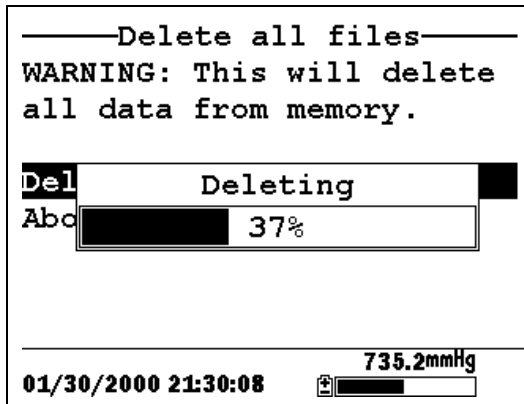 Delete all files
WARNING: This will delete
all data from memory.
Del
Deleting
Abo
37%
735.2mmHg
01/30/2000 21:30:08